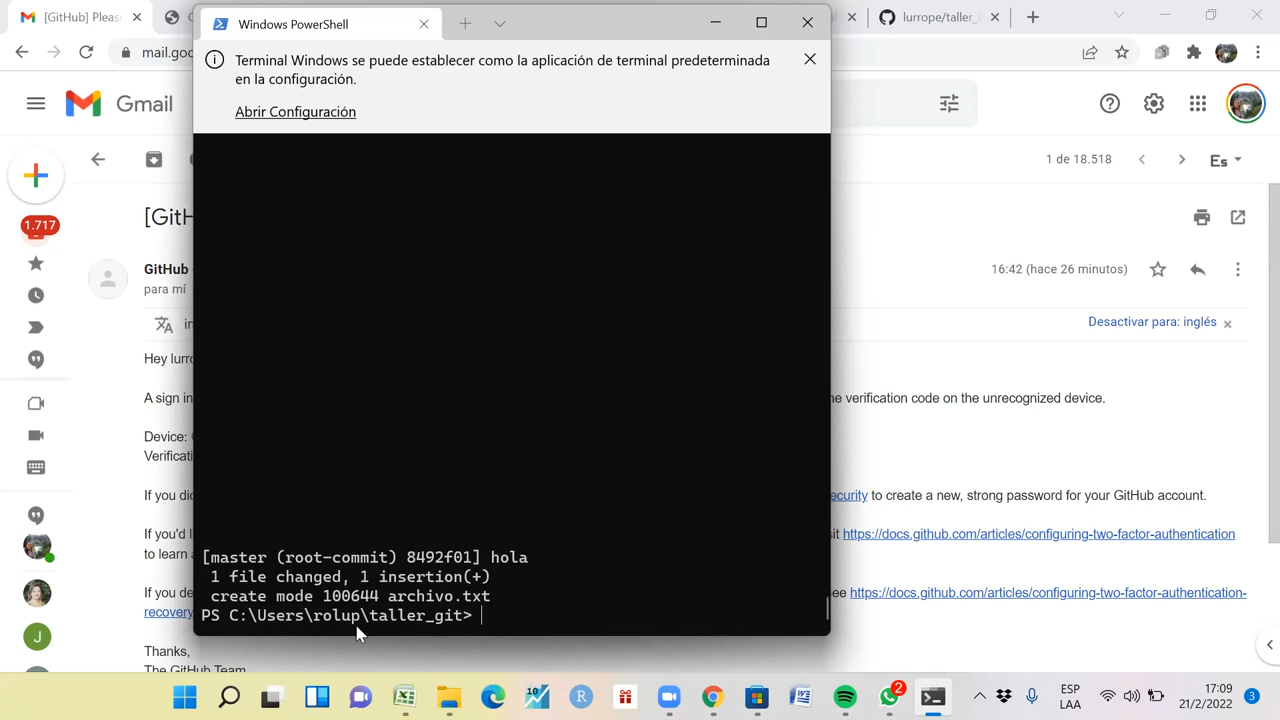 [GitHub] Pleas
lurrope/taller_
Windows PowerShell
mail.goo
Terminal Windows se puede establecer como la aplicación de terminal predeterminada
en la configuración.
Abrir Configuración
Gmail
1 de 18.518
Es
1.717
[GitH
GitHub
16:42 (hace 26 minutos)
para mí
Desactivar para: inglés
Hey lurro
A sign in
he verification code on the unrecognized device.
Device:
Verificati
If you did
ecurity to create a new, strong password for your GitHub account.
If you'd l
sit https://docs.github.com/articles/configuring-two-factor-authentication
to learn a
[master (root-commit) 8492f01] hola
1 file changed, 1 insertion(+)
create mode 100644 archivo.txt
PS C:\Users\rolup\taller_git>
If you de
ee https://docs.github.com/articles/configuring-two-factor-authentication-
recovery
J
Thanks,
The GitHub Team
10
R
2
ESP
LAA
17:09
21/2/2022
3